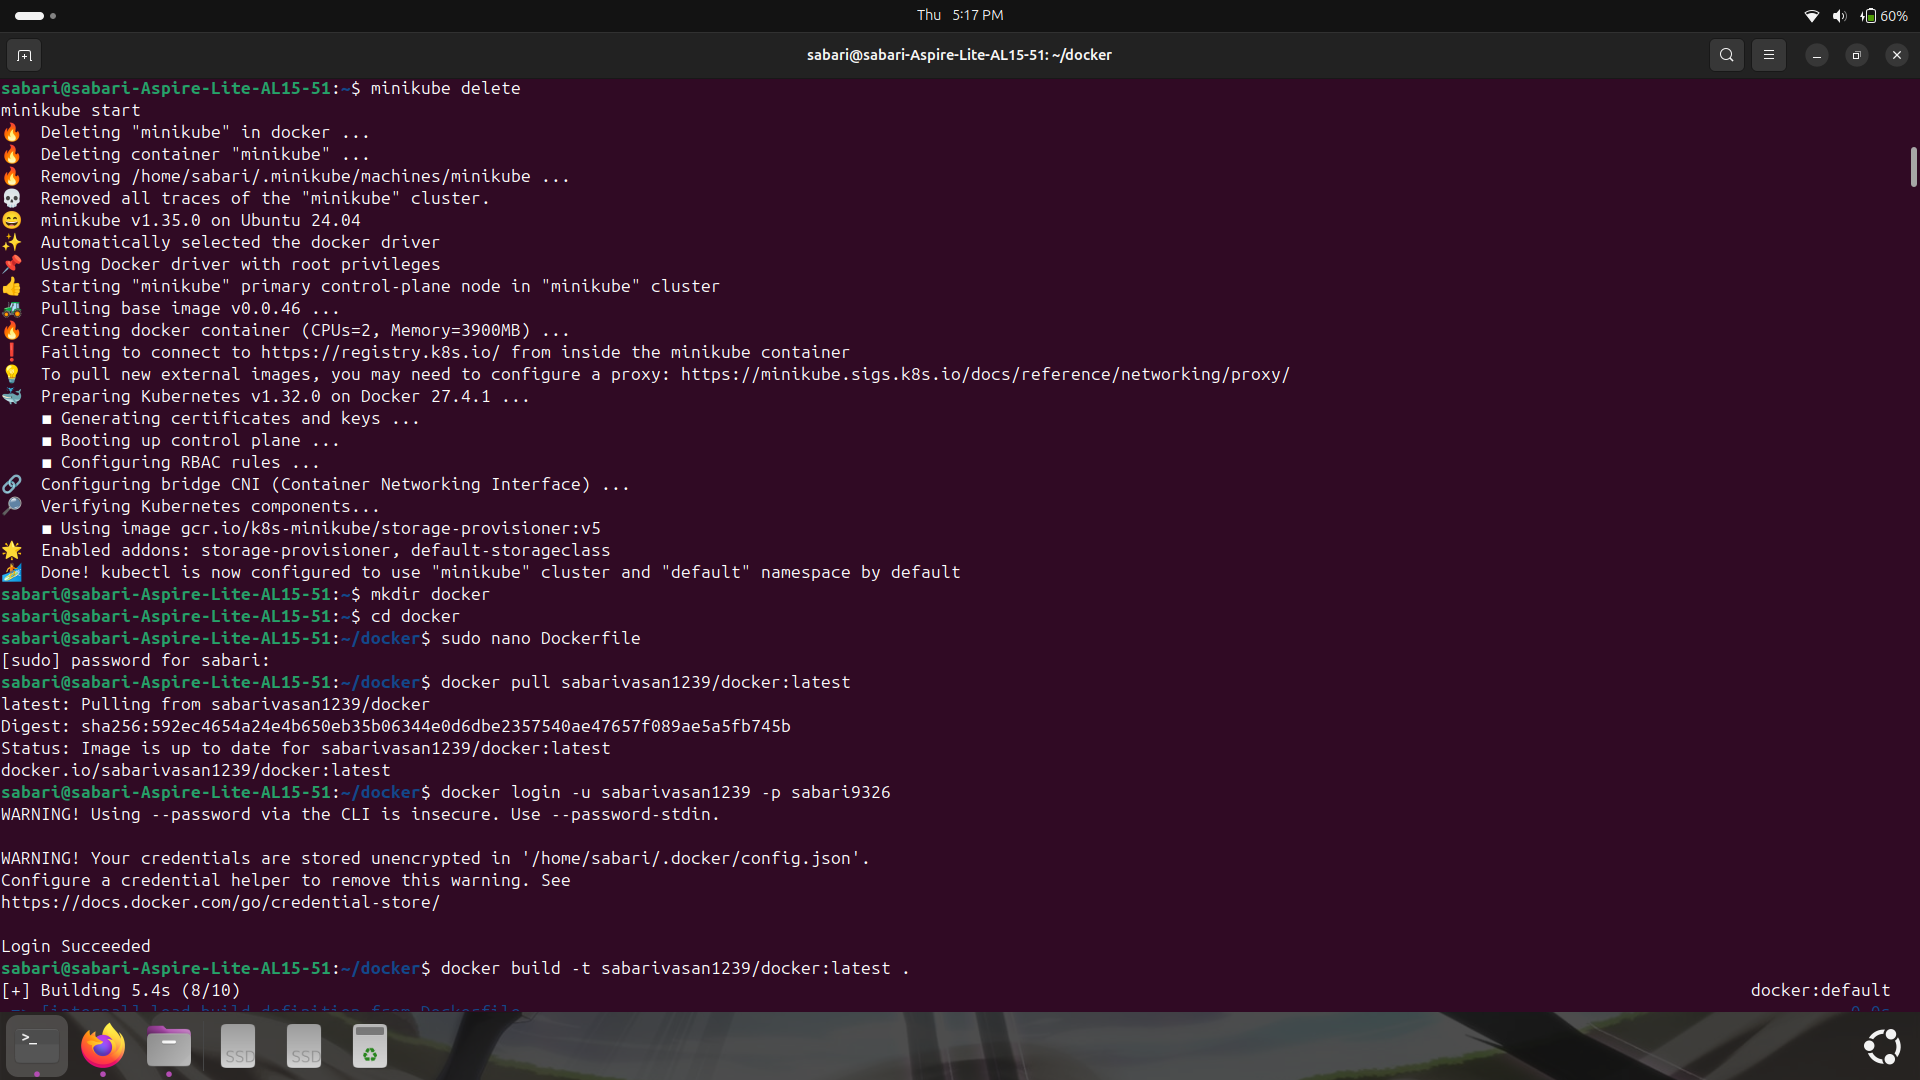 Thu 5:17 PM
60%
sabari@sabari-Aspire-Lite-AL15-51: ~/docker
sabari@sabari-Aspire-Lite-AL15-51:~$ minikube delete
minikube start
Deleting "minikube" in docker ...
Deleting container "minikube" ...
Removing /home/sabari/.minikube/machines/minikube ...
Removed all traces of the "minikube" cluster.
minikube v1.35.0 on Ubuntu 24.04
Automatically selected the docker driver
Using Docker driver with root privileges
Starting "minikube" primary control-plane node in "minikube" cluster
Pulling base image v0.0.46 ...
Creating docker container (CPUs=2, Memory=3900MB) ...
Failing to connect to https://registry.k8s.io/ from inside the minikube container
To pull new external images, you may need to configure a proxy: https://minikube.sigs.k8s.io/docs/reference/networking/proxy/
Preparing Kubernetes v1.32.0 on Docker 27.4.1 ...
■ Generating certificates and keys ...
■ Booting up control plane ...
■ Configuring RBAC rules ...
Configuring bridge CNI (Container Networking Interface) ...
Verifying Kubernetes components...
■ Using image gcr.io/k8s-minikube/storage-provisioner:v5
Enabled addons: storage-provisioner, default-storageclass
Done! kubectl is now configured to use "minikube" cluster and "default" namespace by default
sabari@sabari-Aspire-Lite-AL15-51:~$ mkdir docker
sabari@sabari-Aspire-Lite-AL15-51:~$ cd docker
sabari@sabari-Aspire-Lite-AL15-51:~/docker$ sudo nano Dockerfile
[sudo] password for sabari:
sabari@sabari-Aspire-Lite-AL15-51:~/docker$ docker pull sabarivasan1239/docker:latest
latest: Pulling from sabarivasan1239/docker
Digest: sha256:592ec4654a24e4b650eb35b06344e0d6dbe2357540ae47657f089ae5a5fb745b
Status: Image is up to date for sabarivasan1239/docker:latest
docker.io/sabarivasan1239/docker:latest
sabari@sabari-Aspire-Lite-AL15-51:~/docker$ docker login -u sabarivasan1239 -p sabari9326
WARNING! Using --password via the CLI is insecure. Use --password-stdin.
WARNING! Your credentials are stored unencrypted in '/home/sabari/.docker/config.json'.
Configure a credential helper to remove this warning. See
https://docs.docker.com/go/credential-store/
Login Succeeded
sabari@sabari-Aspire-Lite-AL15-51:~/docker$ docker build -t sabarivasan1239/docker:latest .
[+] Building 5.4s (8/10) docker:default
=> [internal] load build definition from Dockerfile 0.0s
SSD
SSD